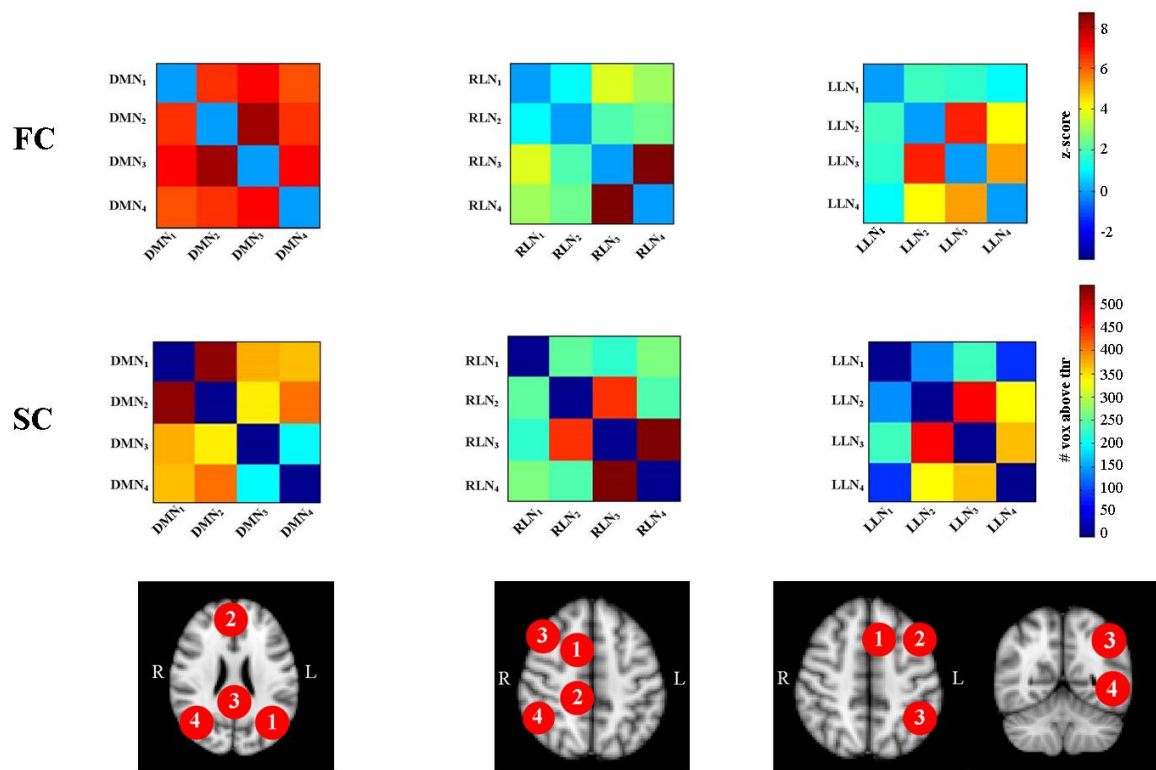 FC
DMN₁
DMN₂
DMN₃
DMN₄
DMN₁ DMN₂ DMN₃ DMN₄
RLN₁
RLN₂
RLN₃
RLN₄
RLN₁ RLN₂ RLN₃ RLN₄
LLN₁
LLN₂
LLN₃
LLN₄
LLN₁ LLN₂ LLN₃ LLN₄
8
6
4
2
0
-2
z-score
SC
DMN₁
DMN₂
DMN₃
DMN₄
DMN₁ DMN₂ DMN₃ DMN₄
RLN₁
RLN₂
RLN₃
RLN₄
RLN₁ RLN₂ RLN₃ RLN₄
LLN₁
LLN₂
LLN₃
LLN₄
LLN₁ LLN₂ LLN₃ LLN₄
500
450
400
350
300
250
200
150
100
50
0
# vox above thr
R 2 3 4 1 L
R 3 1 2 4 L
R 1 2 3 L
3
4